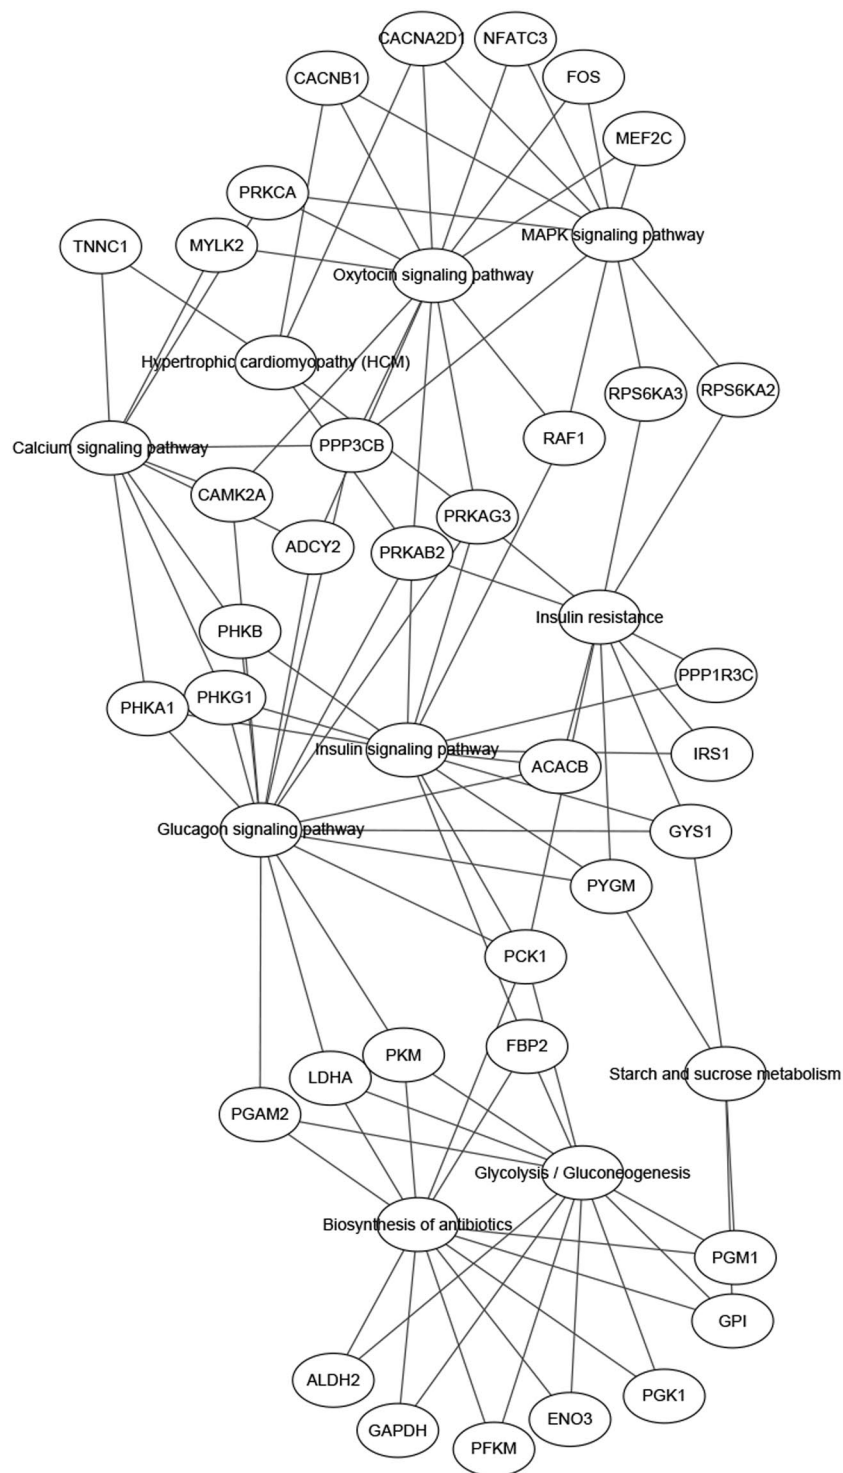 CACNA2D1
NFATC3
CACNB1
FOS
MEF2C
PRKCA
MAPK signaling pathway
TNNC1
MYLK2
Oxytocin signaling pathway
Hypertrophic cardiomyopathy (HCM)
RPS6KA3
RPS6KA2
Calcium signaling pathway
PPP3CB
RAF1
CAMK2A
PRKAG3
ADCY2
PRKAB2
Insulin resistance
PHKB
PPP1R3C
PHKG1
PHKA1
Insulin signaling pathway
IRS1
ACACB
Glucagon signaling pathway
GYS1
PYGM
PCK1
FBP2
PKM
LDHA
Starch and sucrose metabolism
PGAM2
Glycolysis / Gluconeogenesis
Biosynthesis of antibiotics
PGM1
GPI
ALDH2
PGK1
ENO3
GAPDH
PFKM